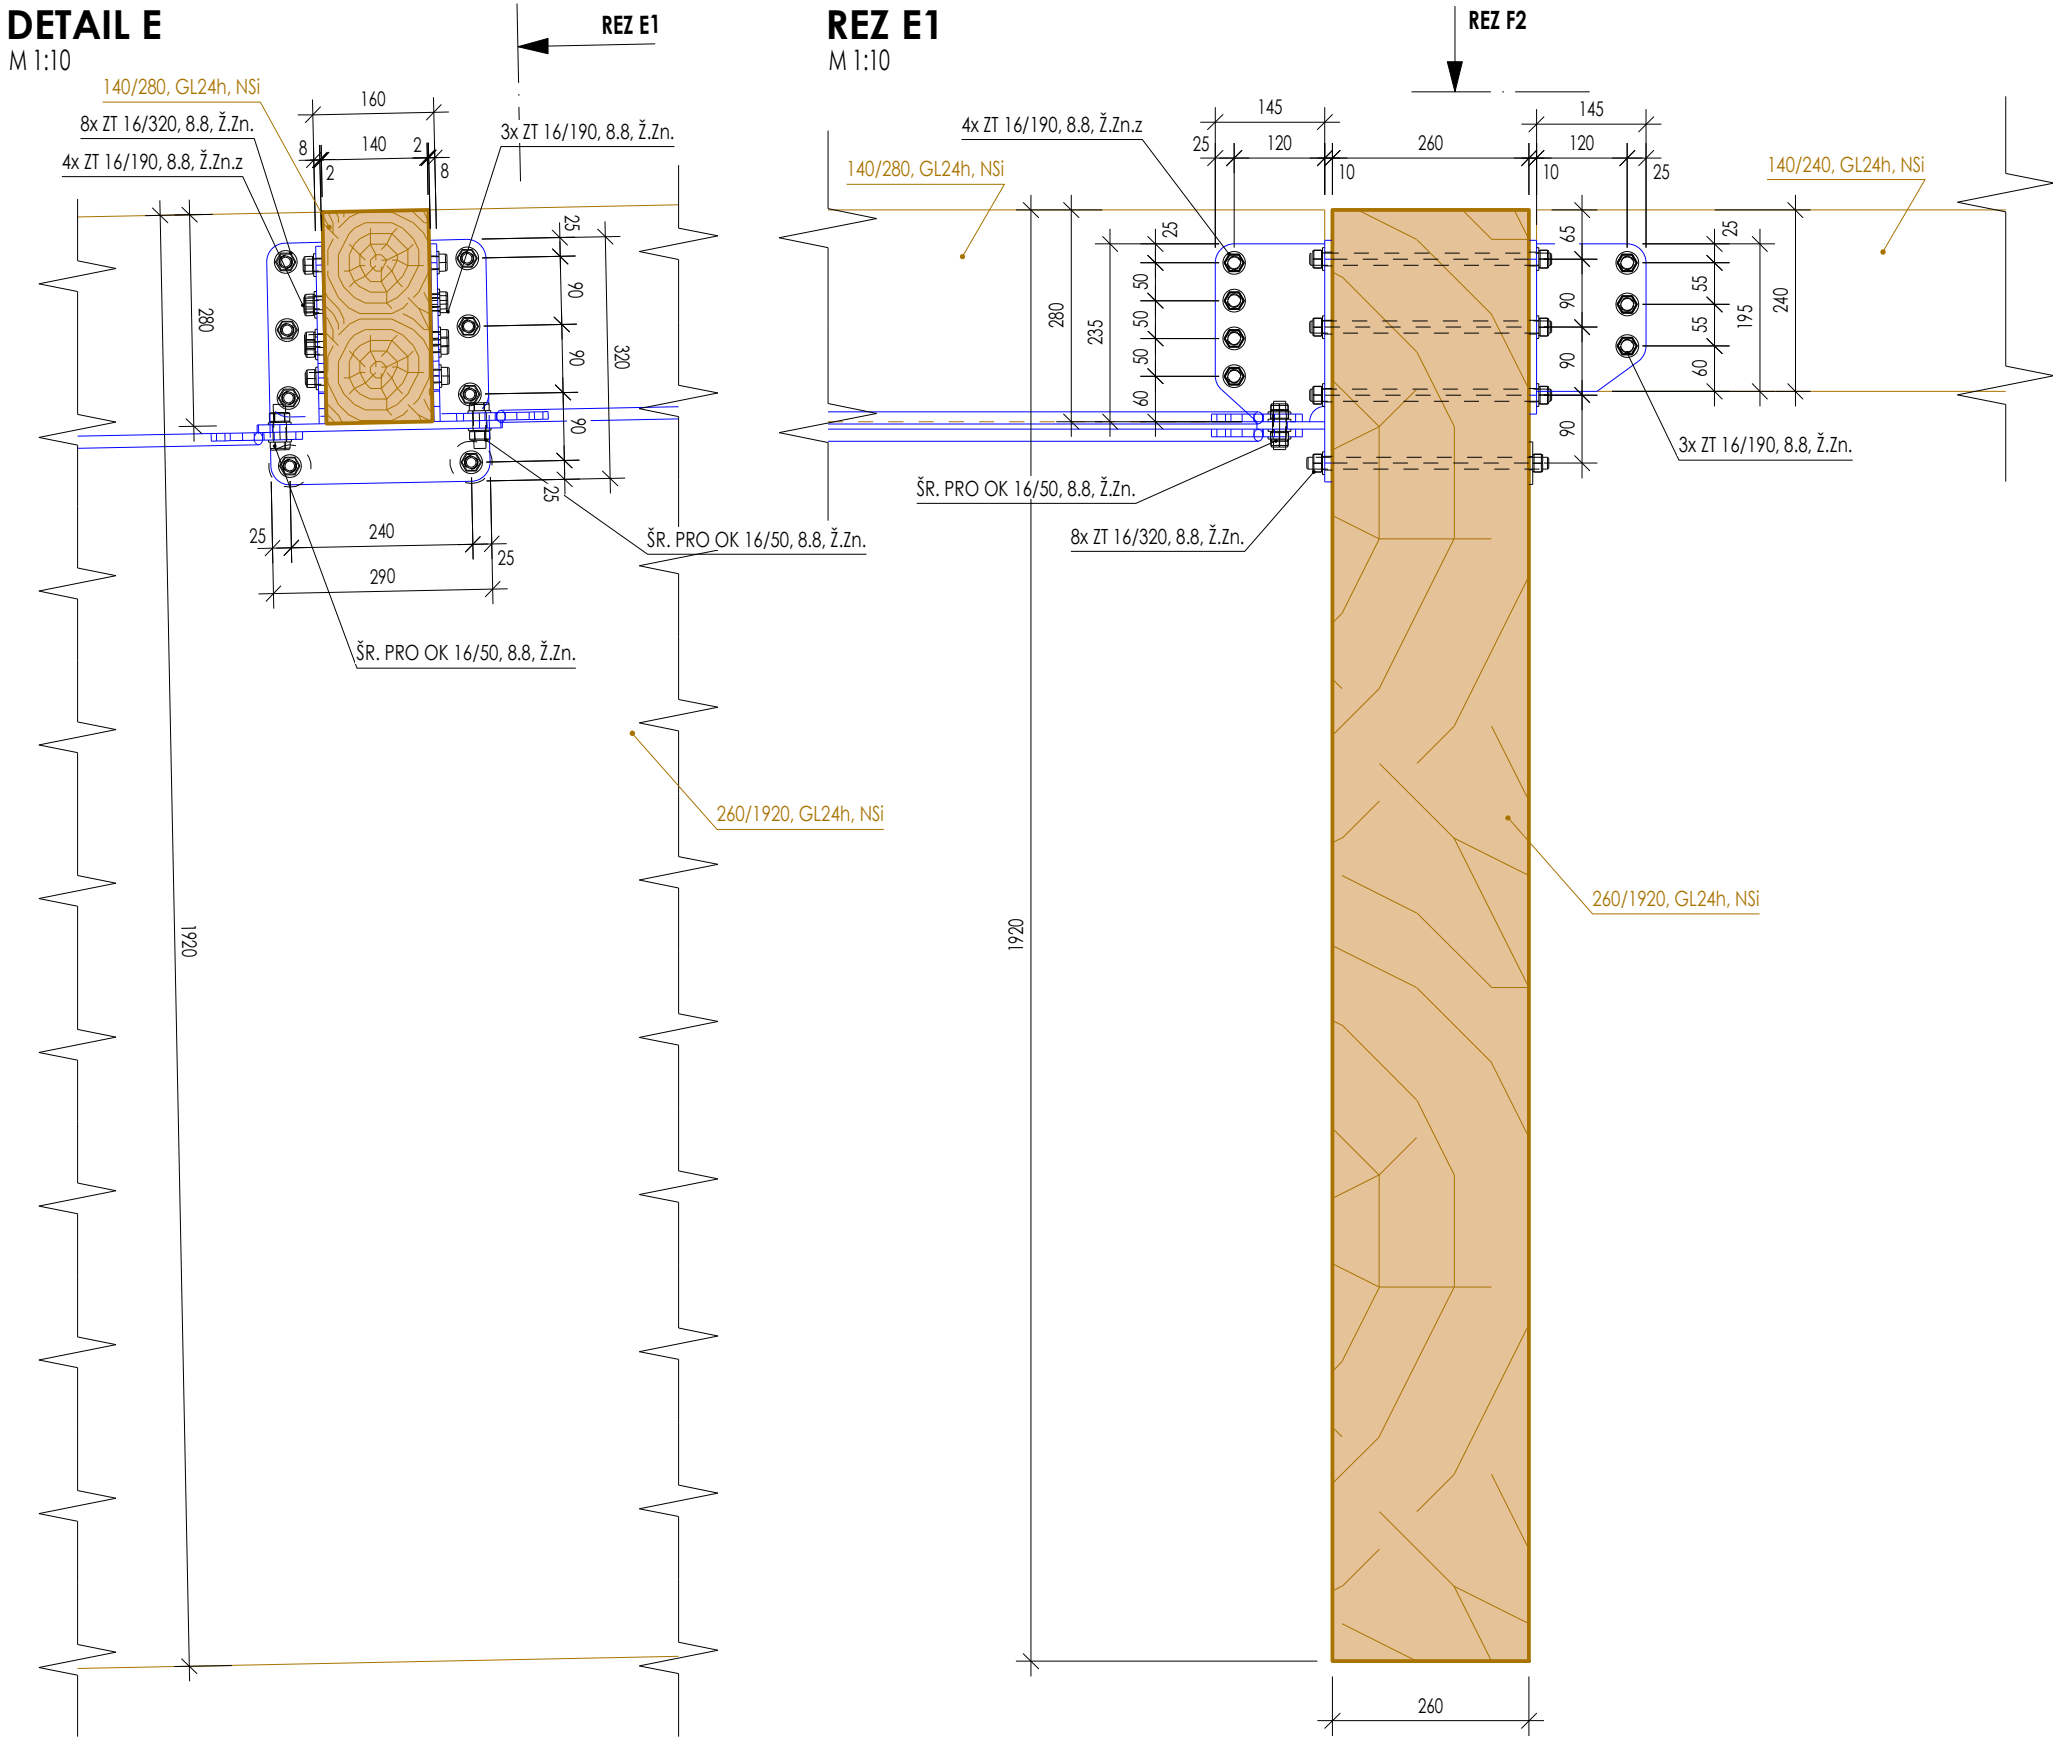 DETAIL E
M 1:10
REZ E1
140/280, GL24h, NSi
8x ZT 16/320, 8.8, Ž.Zn.
4x ZT 16/190, 8.8, Ž.Zn.z
160
3x ZT 16/190, 8.8, Ž.Zn.
8
140
2
2
8
25
90
280
90
320
90
25
25
240
25
290
ŠR. PRO OK 16/50, 8.8, Ž.Zn.
ŠR. PRO OK 16/50, 8.8, Ž.Zn.
260/1920, GL24h, NSi
1920
REZ E1
M 1:10
REZ F2
145
145
4x ZT 16/190, 8.8, Ž.Zn.z
25
120
260
120
10
10
25
140/280, GL24h, NSi
140/240, GL24h, NSi
25
65
25
50
55
280
90
240
50
235
55
195
50
90
60
60
90
3x ZT 16/190, 8.8, Ž.Zn.
ŠR. PRO OK 16/50, 8.8, Ž.Zn.
8x ZT 16/320, 8.8, Ž.Zn.
260/1920, GL24h, NSi
1920
260